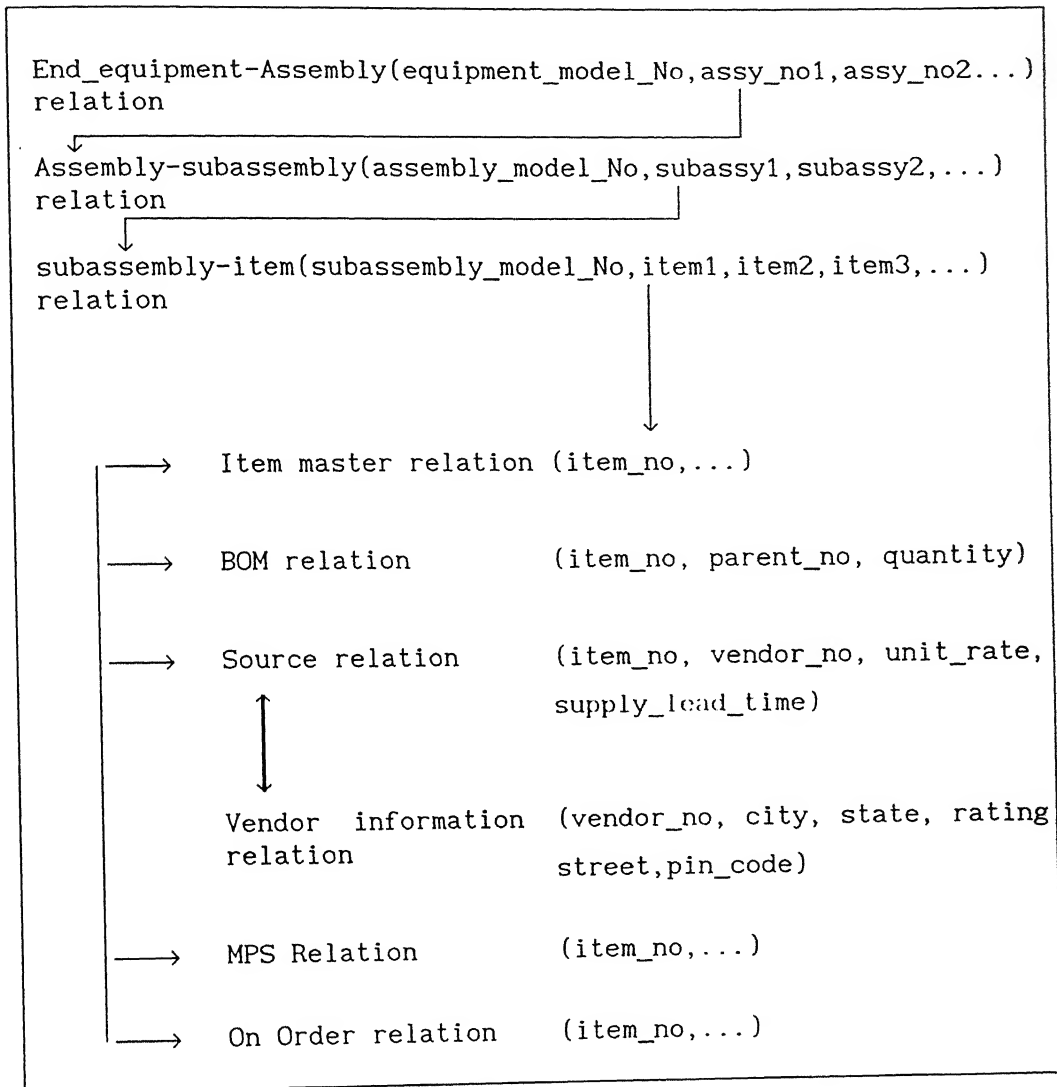 End_equipment-Assembly(equipment_model_No,assy_no1,assy_no2...)
relation
Assembly-subassembly(assembly_model_No,subassy1,subassy2,...)
relation
subassembly-item(subassembly_model_No,item1,item2,item3,...)
relation
Item master relation (item_no,...)
BOM relation (item_no, parent_no, quantity)
Source relation (item_no, vendor_no, unit_rate,
supply_lead_time)
Vendor information (vendor_no, city, state, rating
relation
street,pin_code)
MPS Relation (item_no,...)
On Order relation (item_no,...)